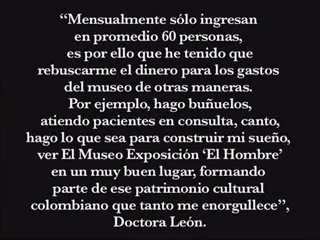 “Mensualmente sólo ingresan
en promedio 60 personas,
es por ello que he tenido que
rebuscarme el dinero para los gastos
del museo de otras maneras.
Por ejemplo, hago buñuelos,
atiendo pacientes en consulta, canto,
hago lo que sea para construir mi sueño,
ver El Museo Exposición ‘El Hombre’
en un muy buen lugar, formando
parte de ese patrimonio cultural
colombiano que tanto me enorgullece”,
Doctora León.